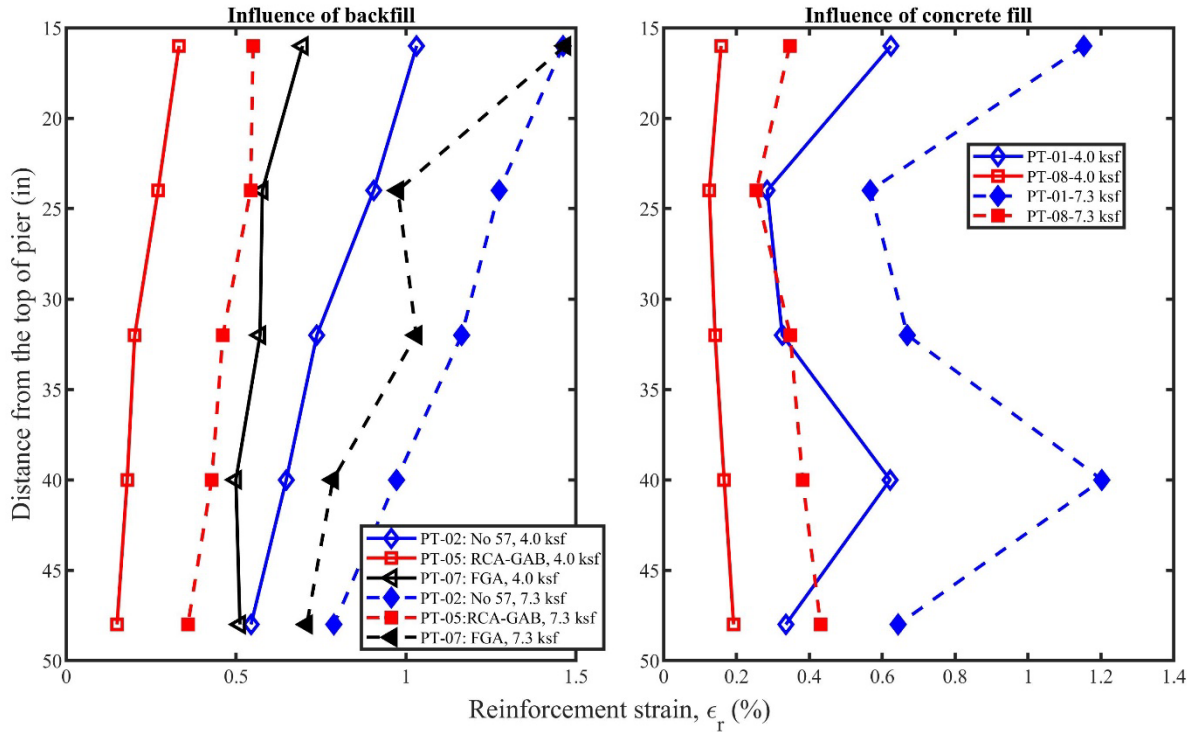 Influence of backfill
15
20
25
30
35
40
45
50
0
0.5
1
1.5
Distance from the top of pier (in)
PT-02: No 57, 4.0 ksf
PT-05: RCA-GAB, 4.0 ksf
PT-07: FGA, 4.0 ksf
PT-02: No 57, 7.3 ksf
PT-05:RCA-GAB, 7.3 ksf
PT-07: FGA, 7.3 ksf
Influence of concrete fill
15
20
25
30
35
40
45
50
0
0.2
0.4
0.6
0.8
1
1.2
1.4
PT-01-4.0 ksf
PT-08-4.0 ksf
PT-01-7.3 ksf
PT-08-7.3 ksf
Reinforcement strain, ϵr (%)